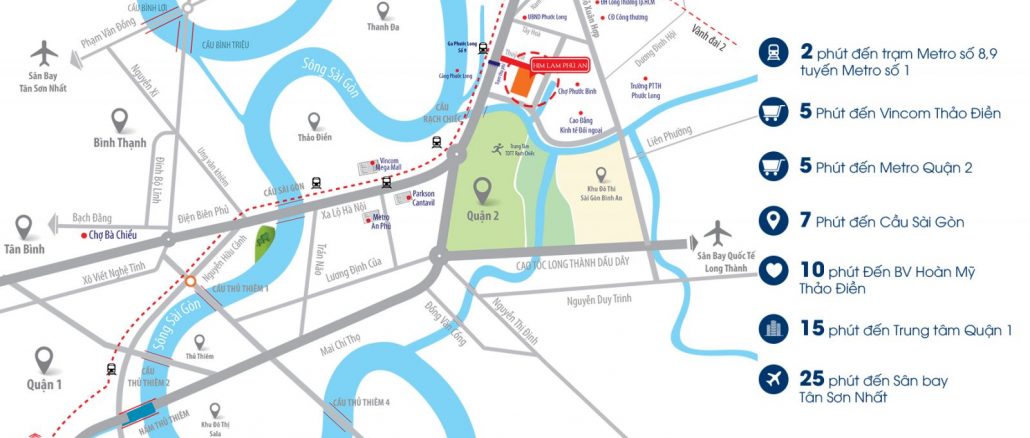 CẦU BÌNH LỢI
Phạm Văn Đồng
CẦU BÌNH TRIỆU
Thanh Đa
UBND Phước Long
ĐH Công Thương Tp.HCM
CĐ Công thương
Tây Hoà
Vành đai 2
Dương Đình Hội
Ga Phước Long
Số 9
Cảng Phước Long
HIM LAM PHÚ AN
Chợ Phước Bình
Trường PTTH
Phước Long
Cao Đẳng
Kinh tế Đối ngoại
Liên Phường
Sân Bay
Tân Sơn Nhất
Nguyễn Xí
Sông Sài Gòn
Bình Thạnh
Thảo Điền
CẦU
RẠCH CHIẾC
Ung văn khiêm
Đinh Bộ Lĩnh
Vincom
Mega Mall
Trung Tâm
TDTT Rạch Chiếc
Khu Đô Thị
Sài Gòn Bình An
CẦU SÀI GÒN
Parkson
Cantavil
Quận 2
Xa Lộ Hà Nội
Metro
An Phú
Bạch Đằng
Điện Biên Phủ
Chợ Bà Chiểu
Tân Bình
Nguyễn Hữu Cảnh
Trần Não
Lương Định Của
Xô Viết Nghệ Tĩnh
CẦU THỦ THIÊM 1
Sân Bay Quốc Tế
Long Thành
CAO TỐC LONG THÀNH DẦU DÂY
Nguyễn Duy Trinh
Đồng Văn Cống
Nguyễn Thị Định
Sông Sài Gòn
Mai Chí Thọ
Thủ Thiêm
Quận 1
CẦU
THỦ THIÊM 2
HẦM THỦ THIÊM
Khu Đô Thị
Sala
CẦU THỦ THIÊM 4
2 phút đến trạm Metro số 8,9
tuyến Metro số 1
5 Phút đến Vincom Thảo Điền
5 phút đến Metro Quận 2
7 Phút đến Cầu Sài Gòn
10 phút Đến BV Hoàn Mỹ
Thảo Điền
15 phút đến Trung tâm Quận 1
25 phút đến Sân bay
Tân Sơn Nhất